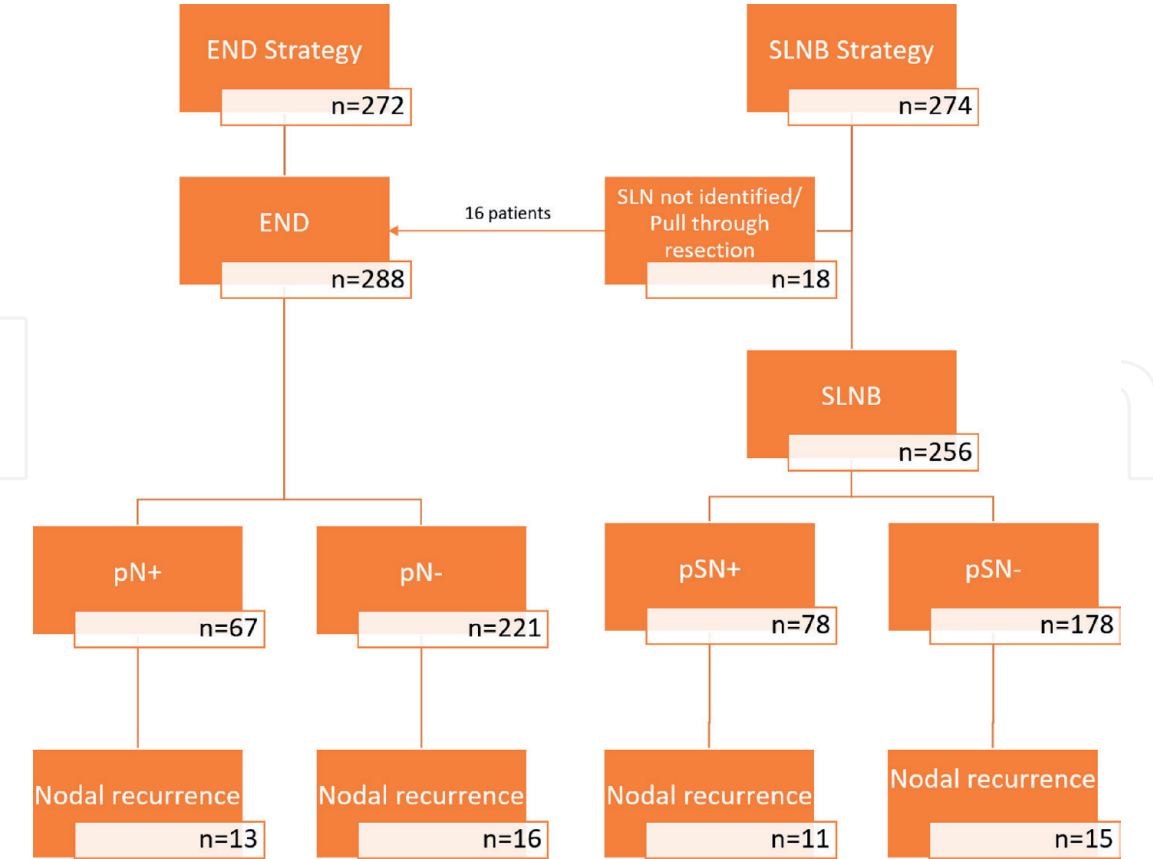 END Strategy
n=272
SLNB Strategy
n=274
END
n=288
16 patients
SLN not identified/
Pull through
resection
n=18
SLNB
n=256
pN+
n=67
pN-
n=221
pSN+
n=78
pSN-
n=178
Nodal recurrence
n=13
Nodal recurrence
n=16
Nodal recurrence
n=11
Nodal recurrence
n=15